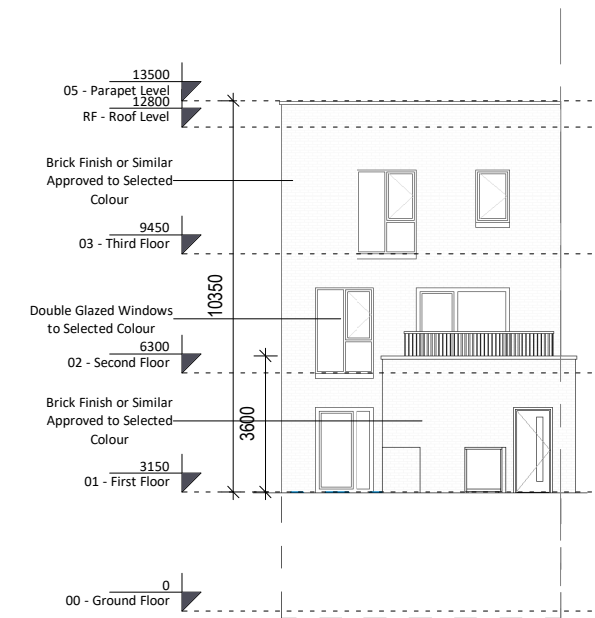 13500
05 - Parapet Level
12800
RF - Roof Level
Brick Finish or Similar
Approved to Selected
Colour
9450
03 - Third Floor
10350
Double Glazed Windows
to Selected Colour
6300
02 - Second Floor
Brick Finish or Similar
Approved to Selected
Colour
3600
3150
01 - First Floor
0
00 - Ground Floor